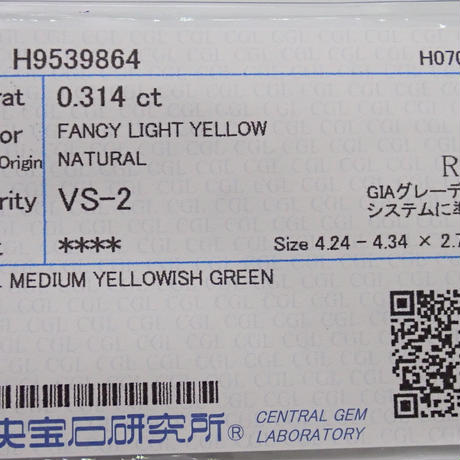 H9539864 H070
rat 0.314 ct
or FANCY LIGHT YELLOW
Origin NATURAL
rity VS-2 GIAグレーデ
システムに準
**** Size 4.24 - 4.34 × 2.7
MEDIUM YELLOWISH GREEN
央宝石研究所® CENTRAL GEM
LABORATORY